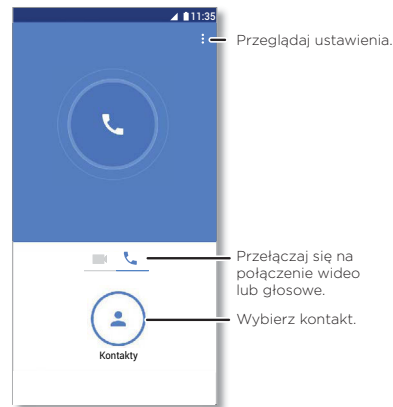 11:35
Przeglądaj ustawienia.
Przełączaj się na
połączenie wideo
lub głosowe.
Wybierz kontakt.
Kontakty